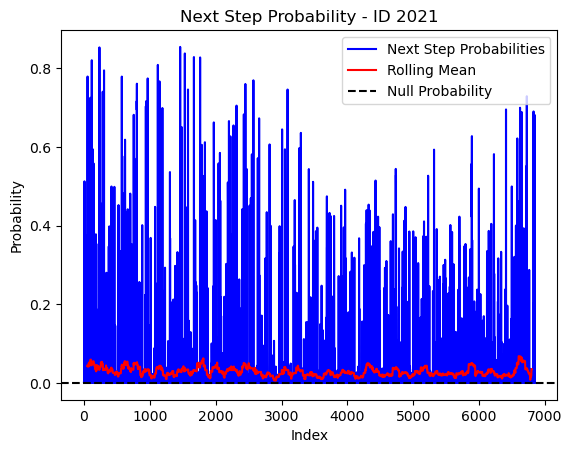 Next Step Probability - ID 2021
Next Step Probabilities
Rolling Mean
Null Probability
Probability
0.8
0.6
0.4
0.2
0.0
0 1000 2000 3000 4000 5000 6000 7000
Index